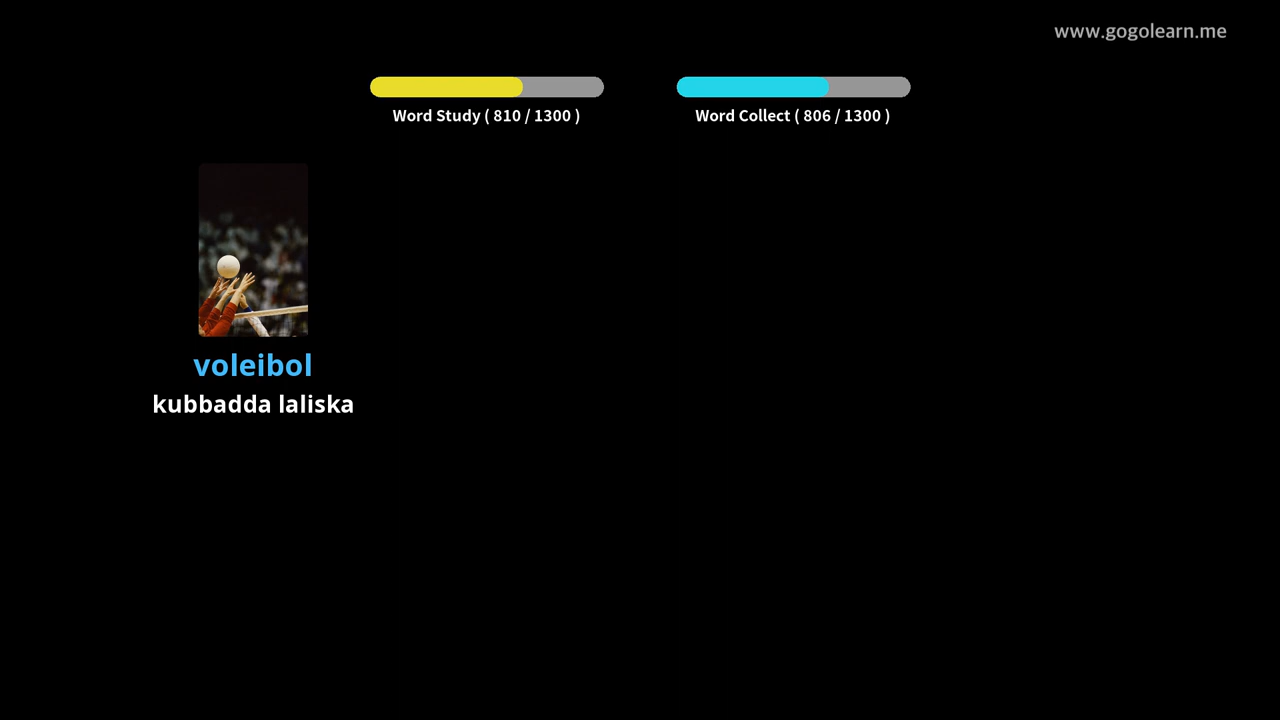 www.gogolearn.me
Word Study ( 810 / 1300 )
Word Collect ( 806 / 1300 )
voleibol
kubbadda laliska